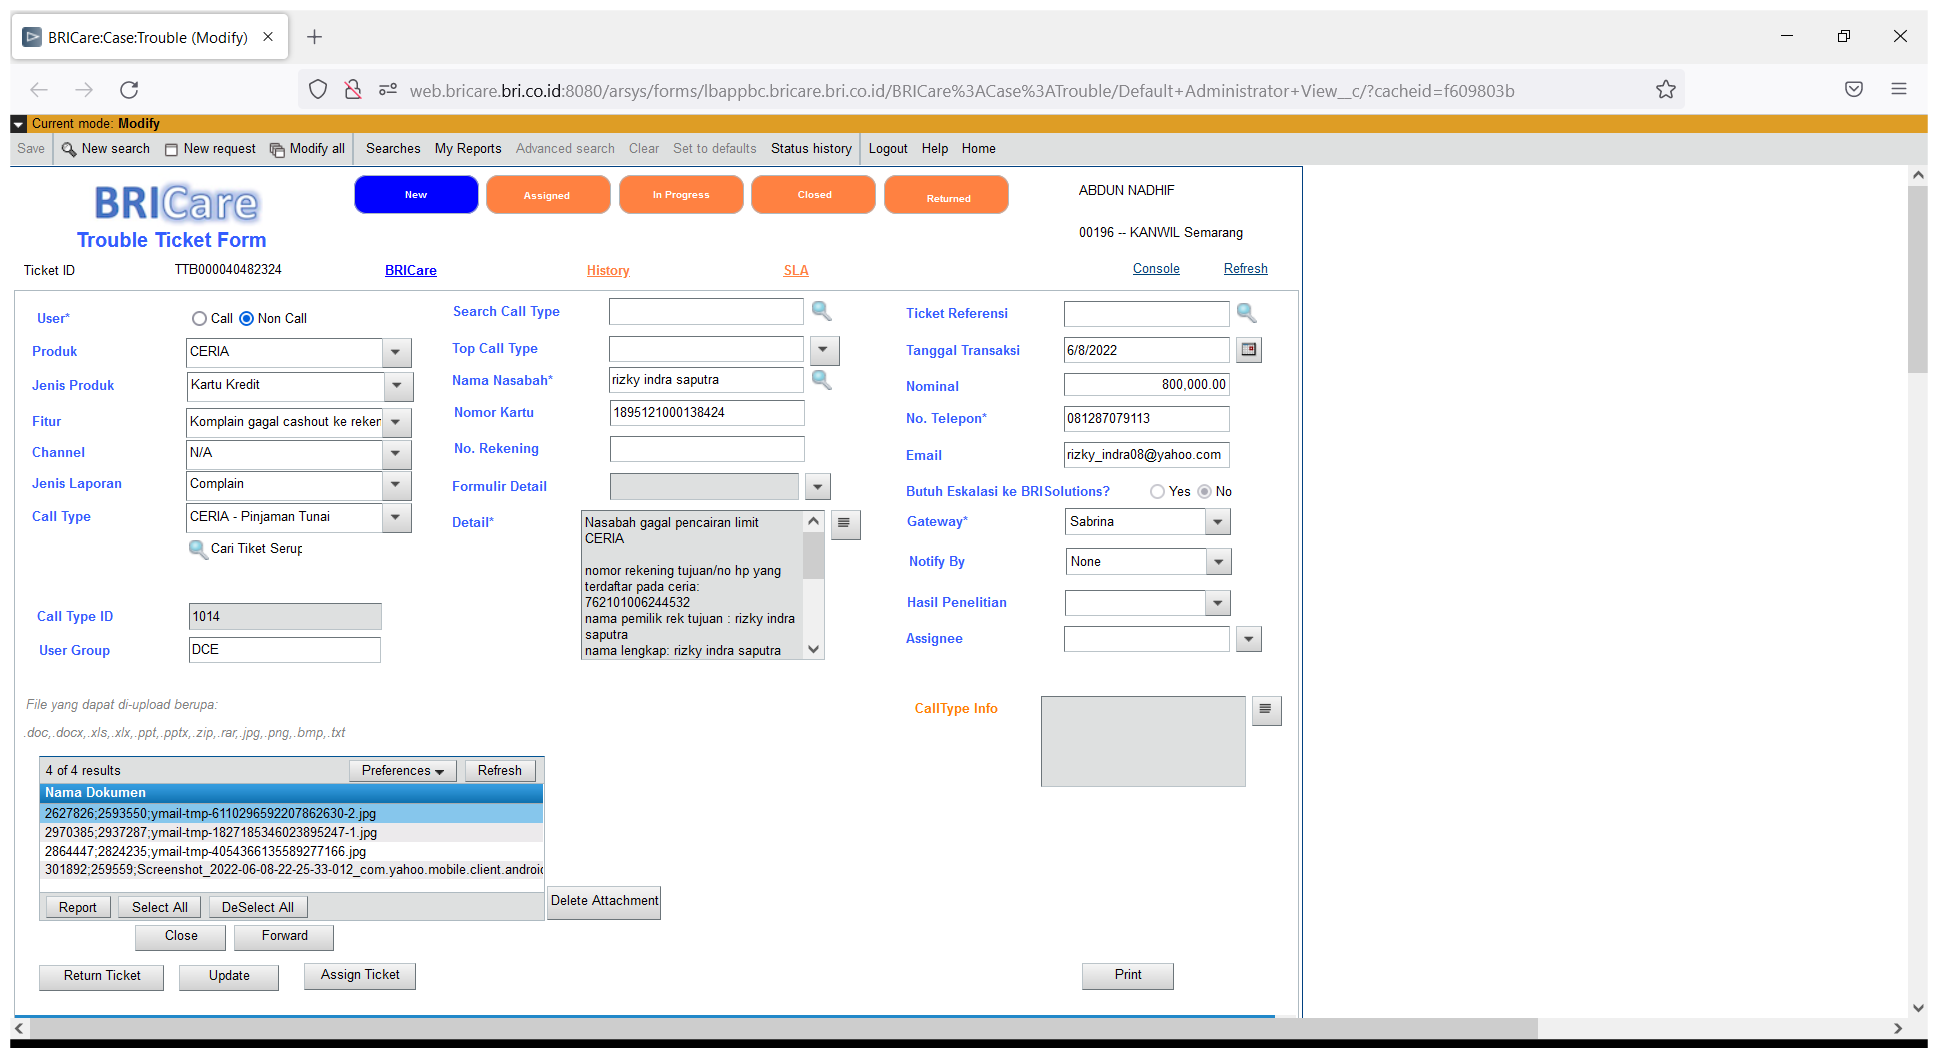 BRICare:Case:Trouble (Modify)
web.bricare.bri.co.id:8080/arsys/forms/lbappbc.bricare.bri.co.id/BRICare%3ACase%3ATrouble/Default+Administrator+View__c/?cacheid=f609803b
Current mode: Modify
Save New search New request Modify all Searches My Reports Advanced search Clear Set to defaults Status history Logout Help Home
BRICare
Trouble Ticket Form
New Assigned In Progress Closed Returned
ABDUN NADHIF
00196 -- KANWIL Semarang
Ticket ID TTB000040482324 BRICare History SLA Console Refresh
User* Call Non Call
Produk CERIA
Jenis Produk Kartu Kredit
Fitur Komplain gagal cashout ke reken
Channel N/A
Jenis Laporan Complain
Call Type CERIA - Pinjaman Tunai
Cari Tiket Serup
Call Type ID 1014
User Group DCE
Search Call Type
Top Call Type
Nama Nasabah* rizky indra saputra
Nomor Kartu 1895121000138424
No. Rekening
Formulir Detail
Detail* Nasabah gagal pencairan limit
CERIA
nomor rekening tujuan/no hp yang
terdaftar pada ceria:
762101006244532
nama pemilik rek tujuan : rizky indra
saputra
nama lengkap: rizky indra saputra
Ticket Referensi
Tanggal Transaksi 6/8/2022
Nominal 800,000.00
No. Telepon* 081287079113
Email rizky_indra08@yahoo.com
Butuh Eskalasi ke BRISolutions? Yes No
Gateway* Sabrina
Notify By None
Hasil Penelitian
Assignee
File yang dapat di-upload berupa:
.doc,.docx,.xls,.xlx,.ppt,.pptx,.zip,.rar,.jpg,.png,.bmp,.txt
CallType Info
4 of 4 results Preferences Refresh
Nama Dokumen
2627826;2593550;ymail-tmp-6110296592207862630-2.jpg
2970385;2937287;ymail-tmp-1827185346023895247-1.jpg
2864447;2824235;ymail-tmp-4054366135589277166.jpg
301892;259559;Screenshot_2022-06-08-22-25-33-012_com.yahoo.mobile.client.androic
Report Select All DeSelect All
Delete Attachment
Close Forward
Return Ticket Update Assign Ticket Print